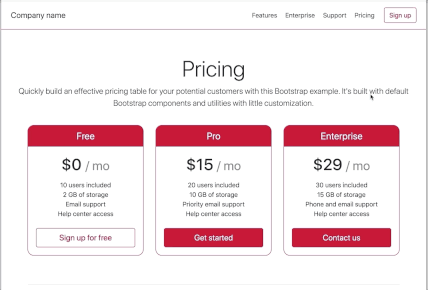 Company name
Features Enterprise Support Pricing Sign up
Pricing
Quickly build an effective pricing table for your potential customers with this Bootstrap example. It's built with default
Bootstrap components and utilities with little customization.
Free
$0 / mo
10 users included
2 GB of storage
Email support
Help center access
Sign up for free
Pro
$15 / mo
20 users included
10 GB of storage
Priority email support
Help center access
Get started
Enterprise
$29 / mo
30 users included
15 GB of storage
Phone and email support
Help center access
Contact us